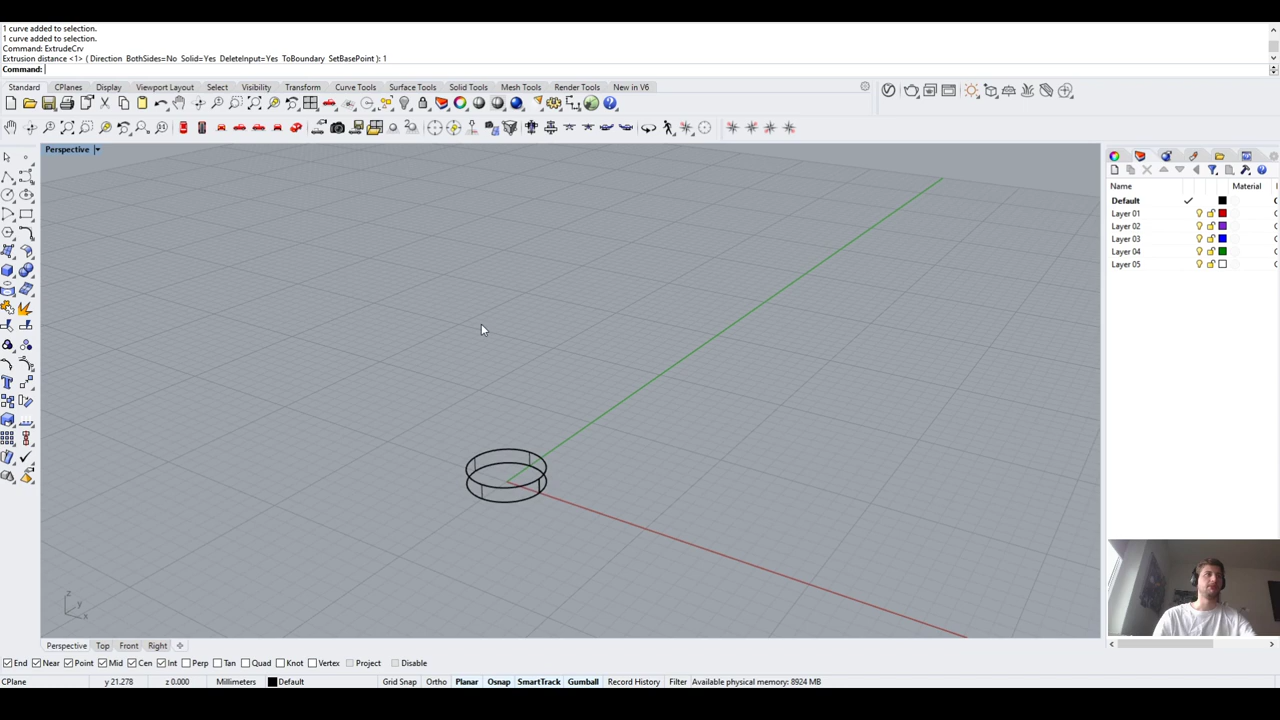 1 curve added to selection.
1 curve added to selection.
Command: ExtrudeCrv
Extrusion distance <1> ( Direction BothSides=No Solid=Yes DeleteInput=Yes ToBoundary SetBasePoint ): 1
Command:
Standard CPlanes Display Viewport Layout Select Visibility Transform Curve Tools Surface Tools Solid Tools Mesh Tools Render Tools New in V6
Perspective
Name Material
Default
Layer 01
Layer 02
Layer 03
Layer 04
Layer 05
z
y
x
Perspective Top Front Right
End Near Point Mid Cen Int Perp Tan Quad Knot Vertex Project Disable
CPlane y 21.278 z 0.000 Millimeters Default Grid Snap Ortho Planar Osnap SmartTrack Gumball Record History Filter Available physical memory: 8924 MB